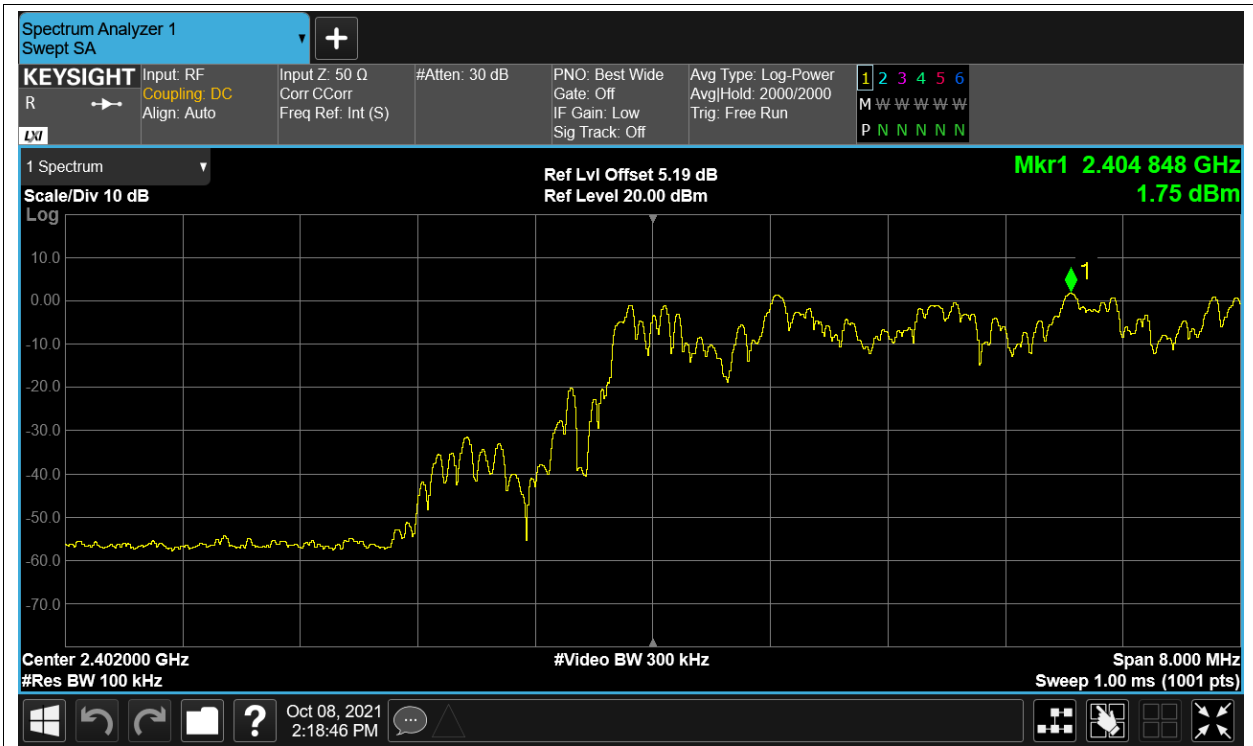 Spectrum Analyzer 1
Swept SA
+
KEYSIGHT Input: RF Input Z: 50 Ω #Atten: 30 dB PNO: Best Wide Avg Type: Log-Power 1 2 3 4 5 6
R Coupling: DC Corr CCorr Gate: Off Avg|Hold: 2000/2000 M W W W W W
Align: Auto Freq Ref: Int (S) IF Gain: Low Trig: Free Run
LXI Sig Track: Off P N N N N N
1 Spectrum Ref Lvl Offset 5.19 dB Mkr1 2.404 848 GHz
Scale/Div 10 dB Ref Level 20.00 dBm 1.75 dBm
Log
10.0
1
0.00
-10.0
-20.0
-30.0
-40.0
-50.0
-60.0
-70.0
Center 2.402000 GHz #Video BW 300 kHz Span 8.000 MHz
#Res BW 100 kHz Sweep 1.00 ms (1001 pts)
? Oct 08, 2021
2:18:46 PM